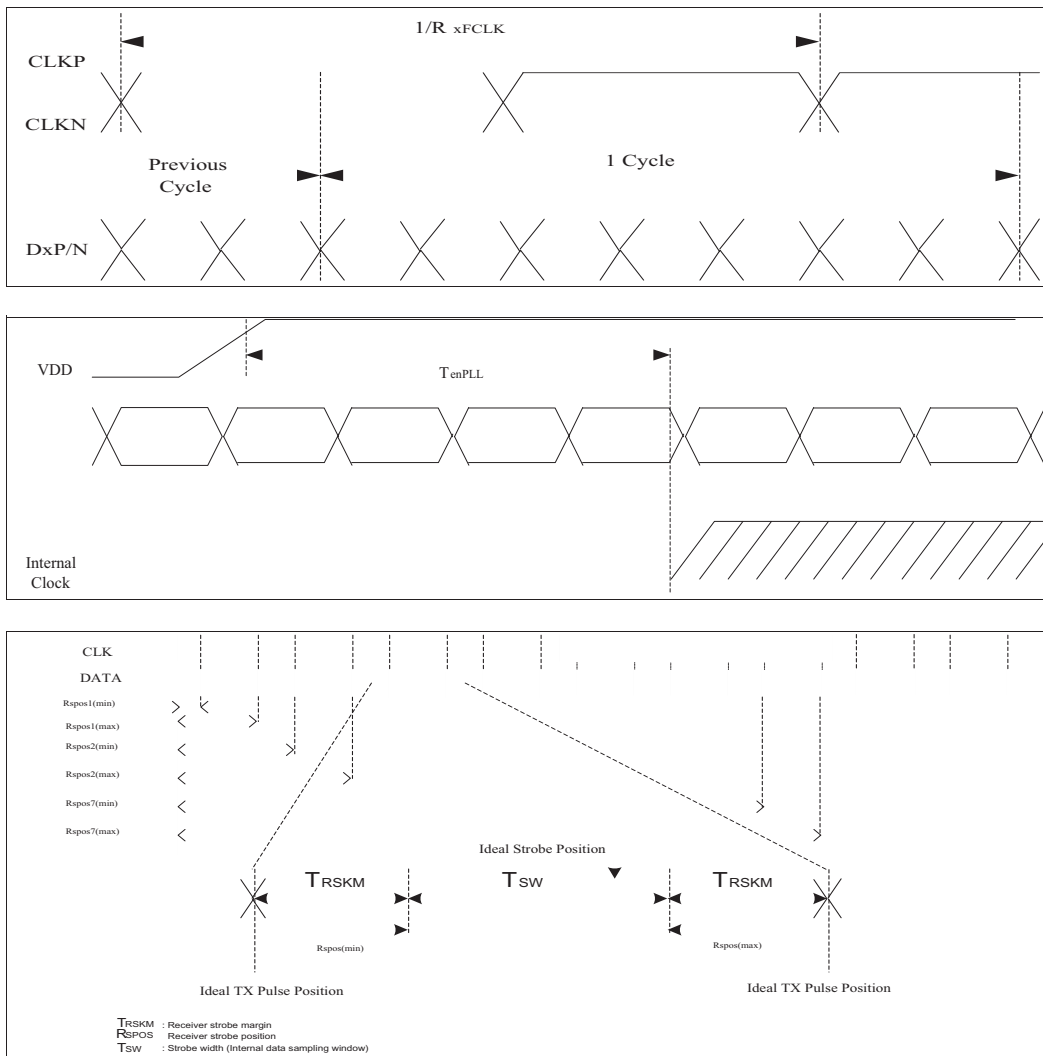 1/R xFCLK
CLKP
CLKN
Previous
Cycle
1 Cycle
DxP/N
VDD
TenPLL
Internal
Clock
CLK
DATA
Rspos1(min)
Rspos1(max)
Rspos2(min)
Rspos2(max)
Rspos7(min)
Rspos7(max)
Ideal Strobe Position
TRSKM
TSW
TRSKM
Rspos(min)
Rspos(max)
Ideal TX Pulse Position
Ideal TX Pulse Position
TRSKM : Receiver strobe margin
RSPOS Receiver strobe position
TSW : Strobe width (Internal data sampling window)